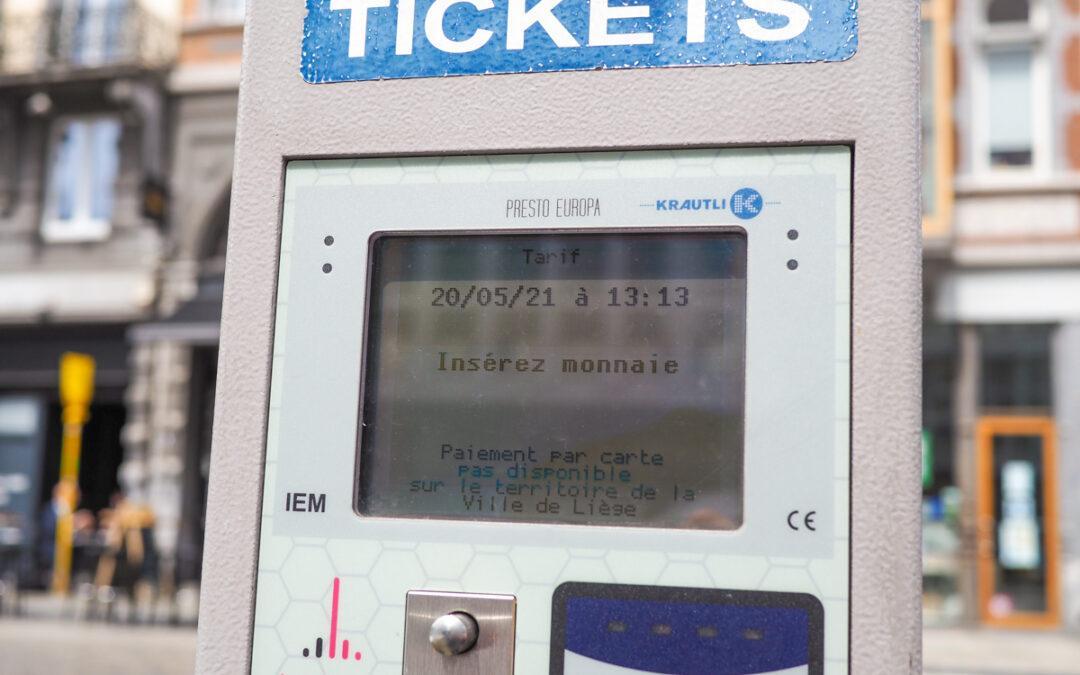 TICKETS
PRESTO EUROPA
KRAUTLI K
Tarif
20/05/21 à 13:13
Insérez monnaie
Paiement par carte
pas disponible
sur le territoire de la
Ville de Liège
IEM
CE